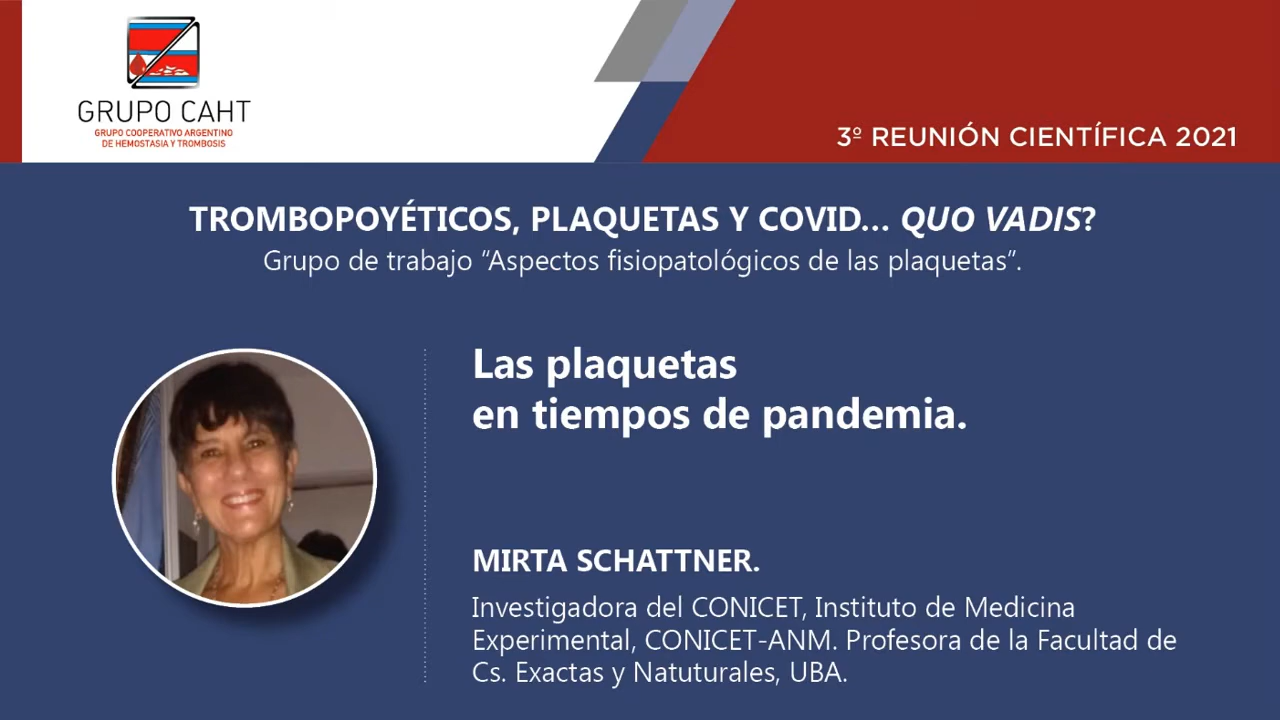 GRUPO CAHT
GRUPO COOPERATIVO ARGENTINO
DE HEMOSTASIA Y TROMBOSIS
3º REUNIÓN CIENTÍFICA 2021
TROMBOPOYÉTICOS, PLAQUETAS Y COVID... QUO VADIS?
Grupo de trabajo “Aspectos fisiopatológicos de las plaquetas”.
Las plaquetas
en tiempos de pandemia.
MIRTA SCHATTNER.
Investigadora del CONICET, Instituto de Medicina
Experimental, CONICET-ANM. Profesora de la Facultad de
Cs. Exactas y Natuturales, UBA.